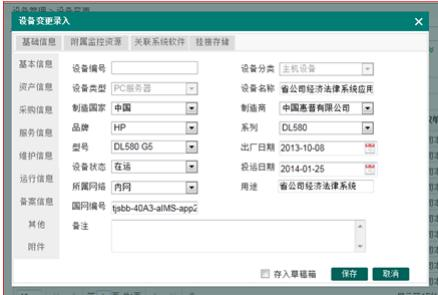 设备管理 > 设备变更
设备变更录入
基础信息 附属监控资源 关联系统软件 挂接存储
基本信息
资产信息
采购信息
服务信息
维护信息
运行信息
备案信息
其他
附件
设备编号 设备分类 主机设备
设备类型 PC服务器 设备名称 省公司经济法律系统应用
制造国家 中国 制造商 中国惠普有限公司
品牌 HP 系列 DL580
型号 DL580 G5 出厂日期 2013-10-08
设备状态 在运 投运日期 2014-01-25
所属网络 内网 用途 省公司经济法律系统
国网编号 tjsbb-40A3-aIMS-app2
备注
存入草稿箱 保存 取消